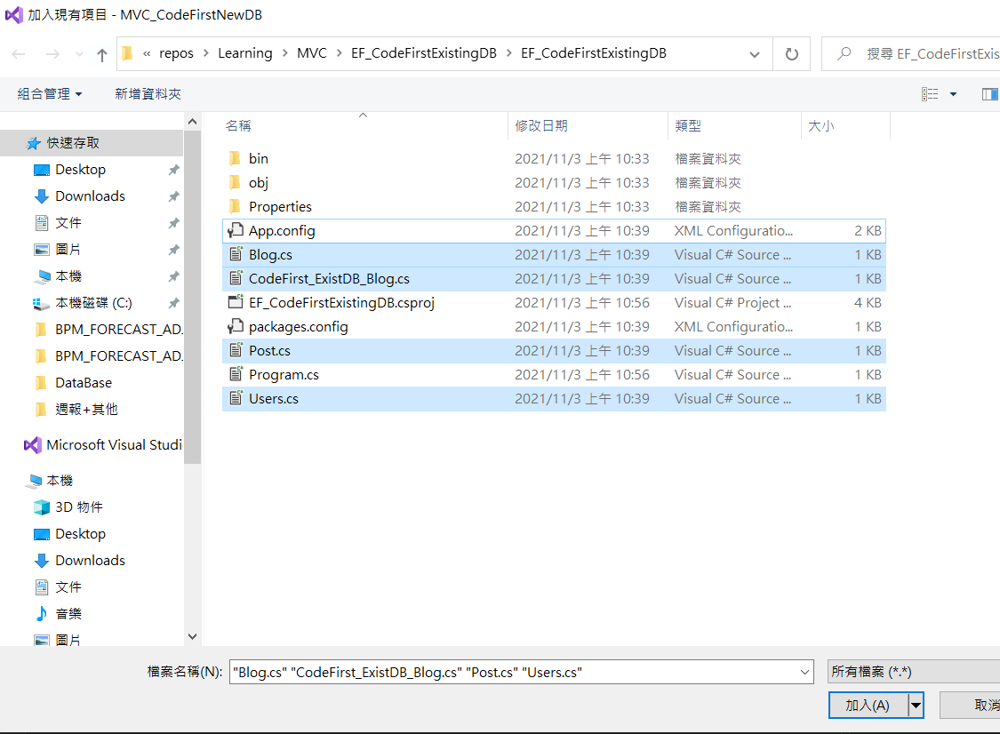 加入現有項目 - MVC_CodeFirstNewDB
« repos > Learning > MVC > EF_CodeFirstExistingDB > EF_CodeFirstExistingDB
搜尋 EF_CodeFirstExis
組合管理 新增資料夾
名稱 修改日期 類型 大小
快速存取
Desktop
Downloads
文件
圖片
本機
本機磁碟 (C:)
BPM_FORECAST_AD.
BPM_FORECAST_AD.
DataBase
週報+其他
Microsoft Visual Studi
本機
3D 物件
Desktop
Downloads
文件
音樂
圖片
bin 2021/11/3 上午 10:33 檔案資料夾
obj 2021/11/3 上午 10:33 檔案資料夾
Properties 2021/11/3 上午 10:33 檔案資料夾
App.config 2021/11/3 上午 10:39 XML Configuratio... 2 KB
Blog.cs 2021/11/3 上午 10:39 Visual C# Source ... 1 KB
CodeFirst_ExistDB_Blog.cs 2021/11/3 上午 10:39 Visual C# Source ... 1 KB
EF_CodeFirstExistingDB.csproj 2021/11/3 上午 10:56 Visual C# Project ... 4 KB
packages.config 2021/11/3 上午 10:39 XML Configuratio... 1 KB
Post.cs 2021/11/3 上午 10:39 Visual C# Source ... 1 KB
Program.cs 2021/11/3 上午 10:56 Visual C# Source ... 1 KB
Users.cs 2021/11/3 上午 10:39 Visual C# Source ... 1 KB
檔案名稱(N): "Blog.cs" "CodeFirst_ExistDB_Blog.cs" "Post.cs" "Users.cs" 所有檔案 (*.*)
加入(A) 取消